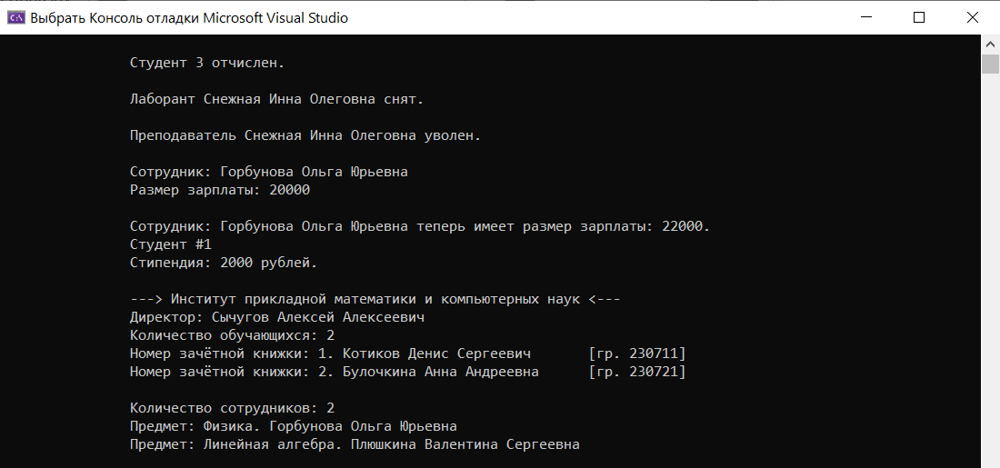 Выбрать Консоль отладки Microsoft Visual Studio
Студент 3 отчислен.
Лаборант Снежная Инна Олеговна снят.
Преподаватель Снежная Инна Олеговна уволен.
Сотрудник: Горбунова Ольга Юрьевна
Размер зарплаты: 20000
Сотрудник: Горбунова Ольга Юрьевна теперь имеет размер зарплаты: 22000.
Студент #1
Стипендия: 2000 рублей.
---> Институт прикладной математики и компьютерных наук <---
Директор: Сычугов Алексей Алексеевич
Количество обучающихся: 2
Номер зачётной книжки: 1. Котиков Денис Сергеевич [гр. 230711]
Номер зачётной книжки: 2. Булочкина Анна Андреевна [гр. 230721]
Количество сотрудников: 2
Предмет: Физика. Горбунова Ольга Юрьевна
Предмет: Линейная алгебра. Плюшкина Валентина Сергеевна